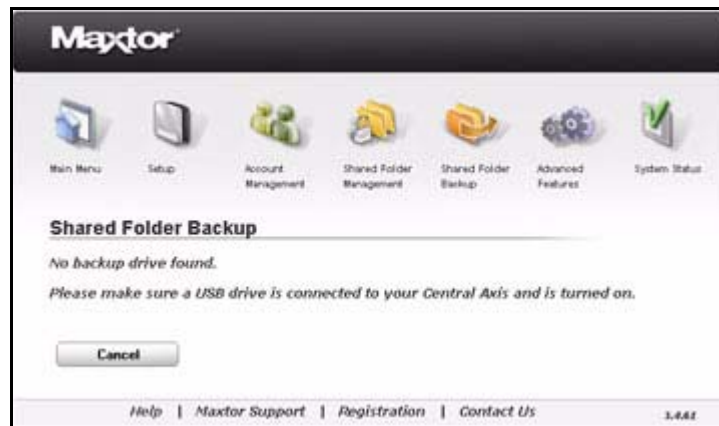 Maxtor
Main Menu
Setup
Account Management
Shared Folder Management
Shared Folder Backup
Advanced Features
System Status
Shared Folder Backup
No backup drive found.
Please make sure a USB drive is connected to your Central Axis and is turned on.
Cancel
Help | Maxtor Support | Registration | Contact Us